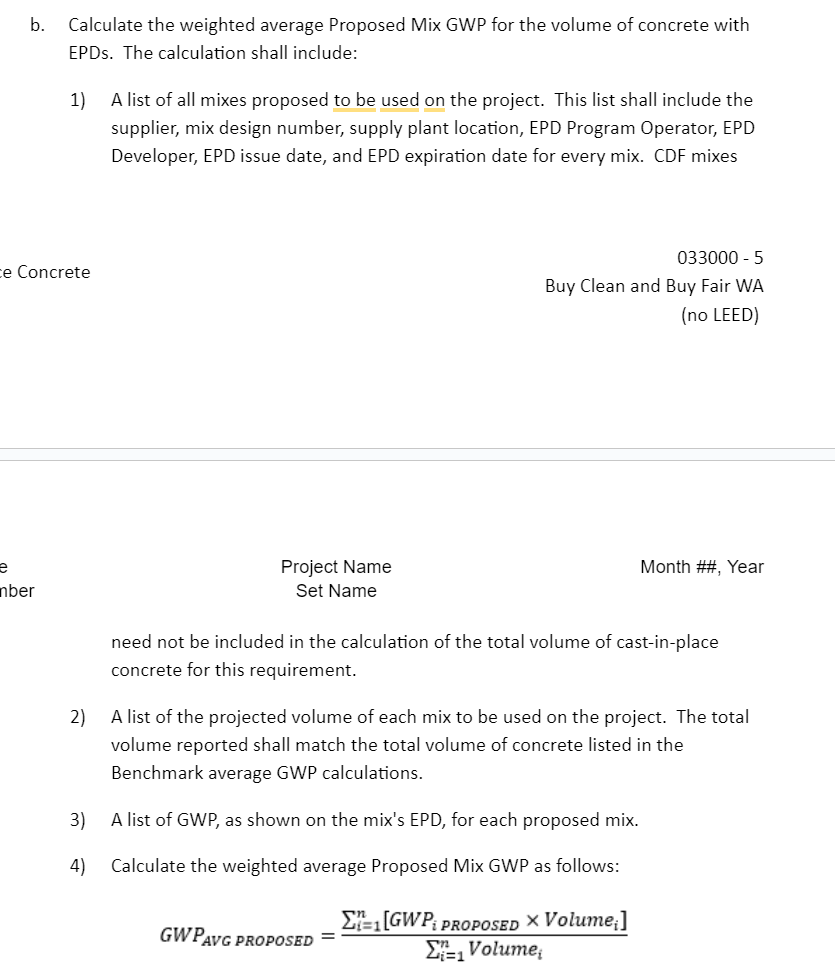 b. Calculate the weighted average Proposed Mix GWP for the volume of concrete with
EPDs. The calculation shall include:
1) A list of all mixes proposed to be used on the project. This list shall include the
supplier, mix design number, supply plant location, EPD Program Operator, EPD
Developer, EPD issue date, and EPD expiration date for every mix. CDF mixes
033000 - 5
e Concrete
Buy Clean and Buy Fair WA
(no LEED)
e Project Name Month ##, Year
mber Set Name
need not be included in the calculation of the total volume of cast-in-place
concrete for this requirement.
2) A list of the projected volume of each mix to be used on the project. The total
volume reported shall match the total volume of concrete listed in the
Benchmark average GWP calculations.
3) A list of GWP, as shown on the mix's EPD, for each proposed mix.
4) Calculate the weighted average Proposed Mix GWP as follows:
GWP_AVG PROPOSED = ∑ⁿᵢ₌₁[GWPᵢ PROPOSED × Volumeᵢ]
∑ⁿᵢ₌₁ Volumeᵢ